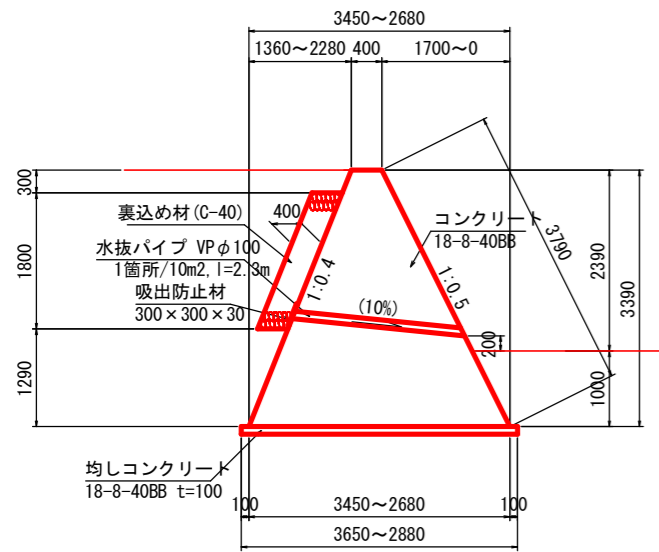 3450～2680
1360～2280 400 1700～0
300
1800
1290
裏込め材(C-40)
400
水抜パイプ VPφ100
1箇所/10m2,l=2.3m
吸出防止材
300×300×30
1:0.4
(10%)
コンクリート
18-8-40BB
1:0.5
3790
200
2390
1000
3390
均しコンクリート
18-8-40BB t=100
100 3450～2680 100
3650～2880